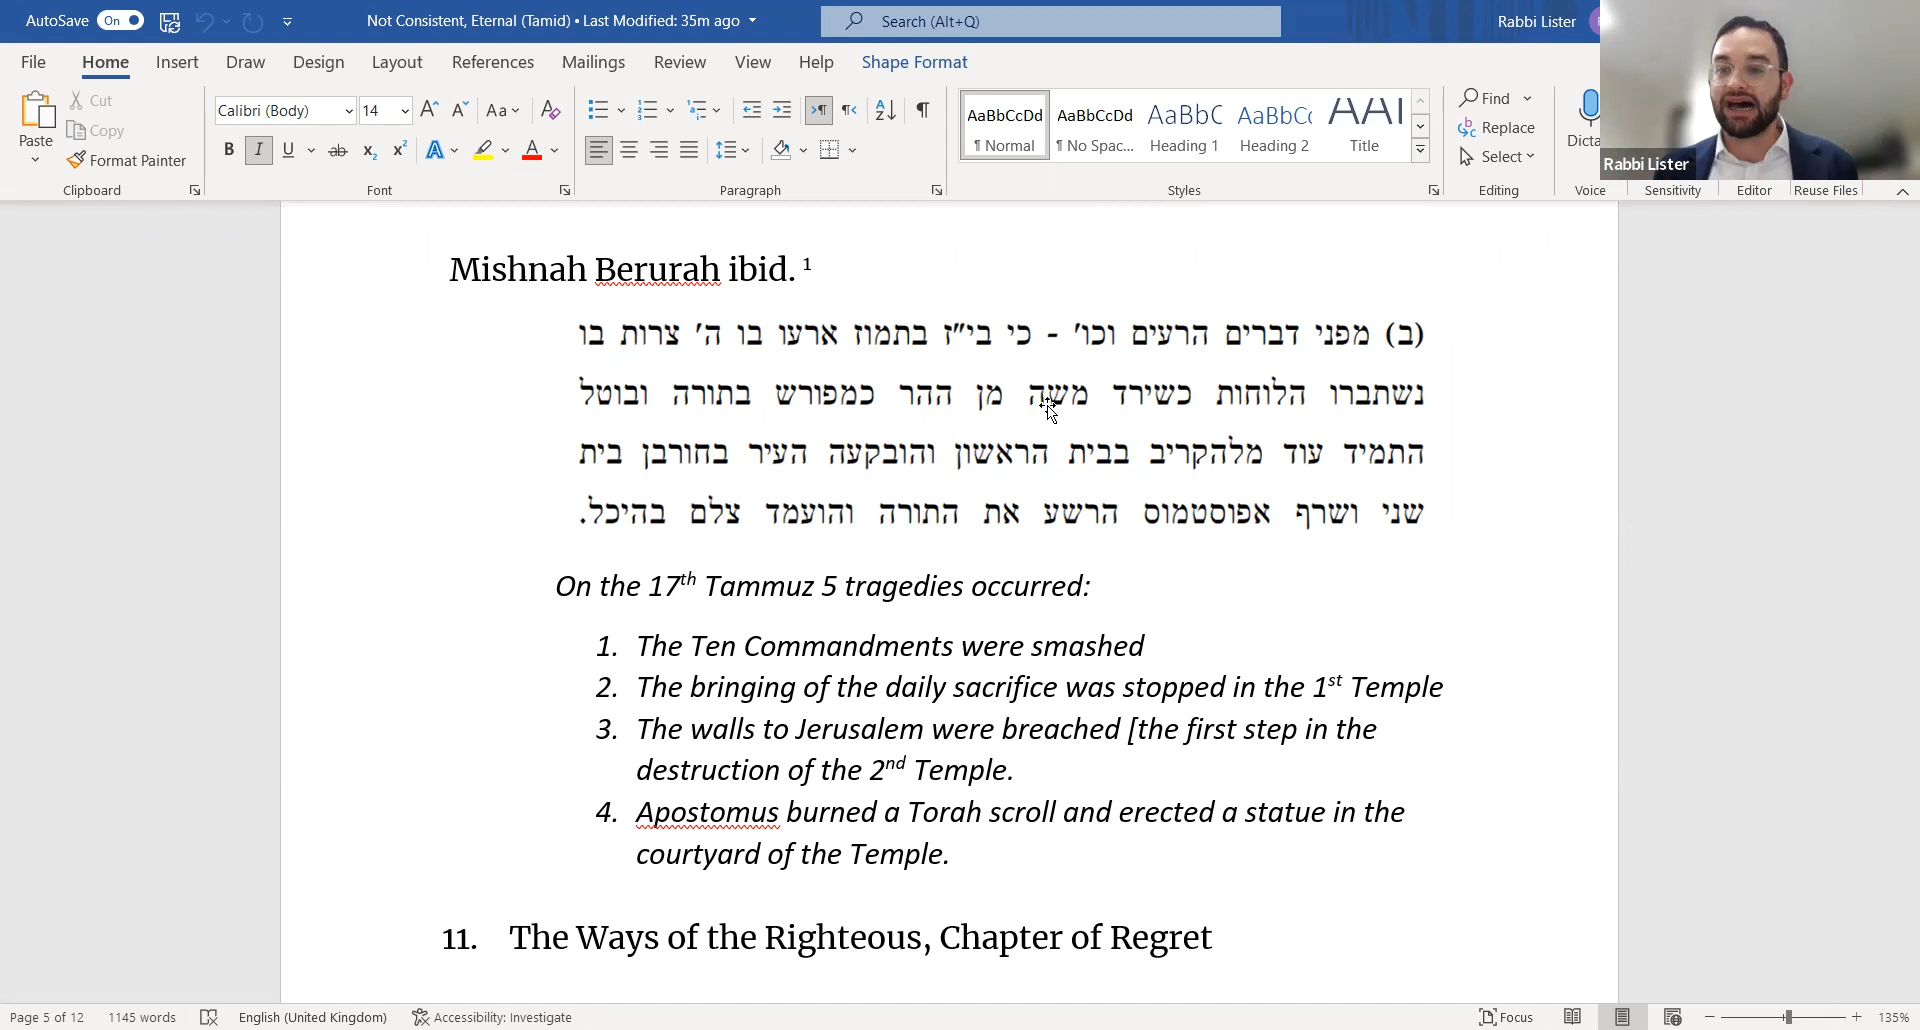 AutoSave On Not Consistent, Eternal (Tamid) • Last Modified: 35m ago Search (Alt+Q) Rabbi Lister
File Home Insert Draw Design Layout References Mailings Review View Help Shape Format
Paste Cut Copy Format Painter
Calibri (Body) 14
AaBbCcDd AaBbCcDd AaBbC AaBbC AAI
¶ Normal ¶ No Spac... Heading 1 Heading 2 Title
Find Replace Select
Rabbi Lister
Clipboard Font Paragraph Styles Editing Voice Sensitivity Editor Reuse Files
Mishnah Berurah ibid. 1
(ב) מפני דברים הרעים וכו' - כי בי״ז בתמוז ארעו בו ה' צרות בו
נשתברו הלוחות כשירד משה מן ההר כמפורש בתורה ובוטל
התמיד עוד מלהקריב בבית הראשון והובקעה העיר בחורבן בית
שני ושרף אפוסטמוס הרשע את התורה והועמד צלם בהיכל.
On the 17th Tammuz 5 tragedies occurred:
1. The Ten Commandments were smashed
2. The bringing of the daily sacrifice was stopped in the 1st Temple
3. The walls to Jerusalem were breached [the first step in the
destruction of the 2nd Temple.
4. Apostomus burned a Torah scroll and erected a statue in the
courtyard of the Temple.
11. The Ways of the Righteous, Chapter of Regret
Page 5 of 12 1145 words English (United Kingdom) Accessibility: Investigate Focus 135%